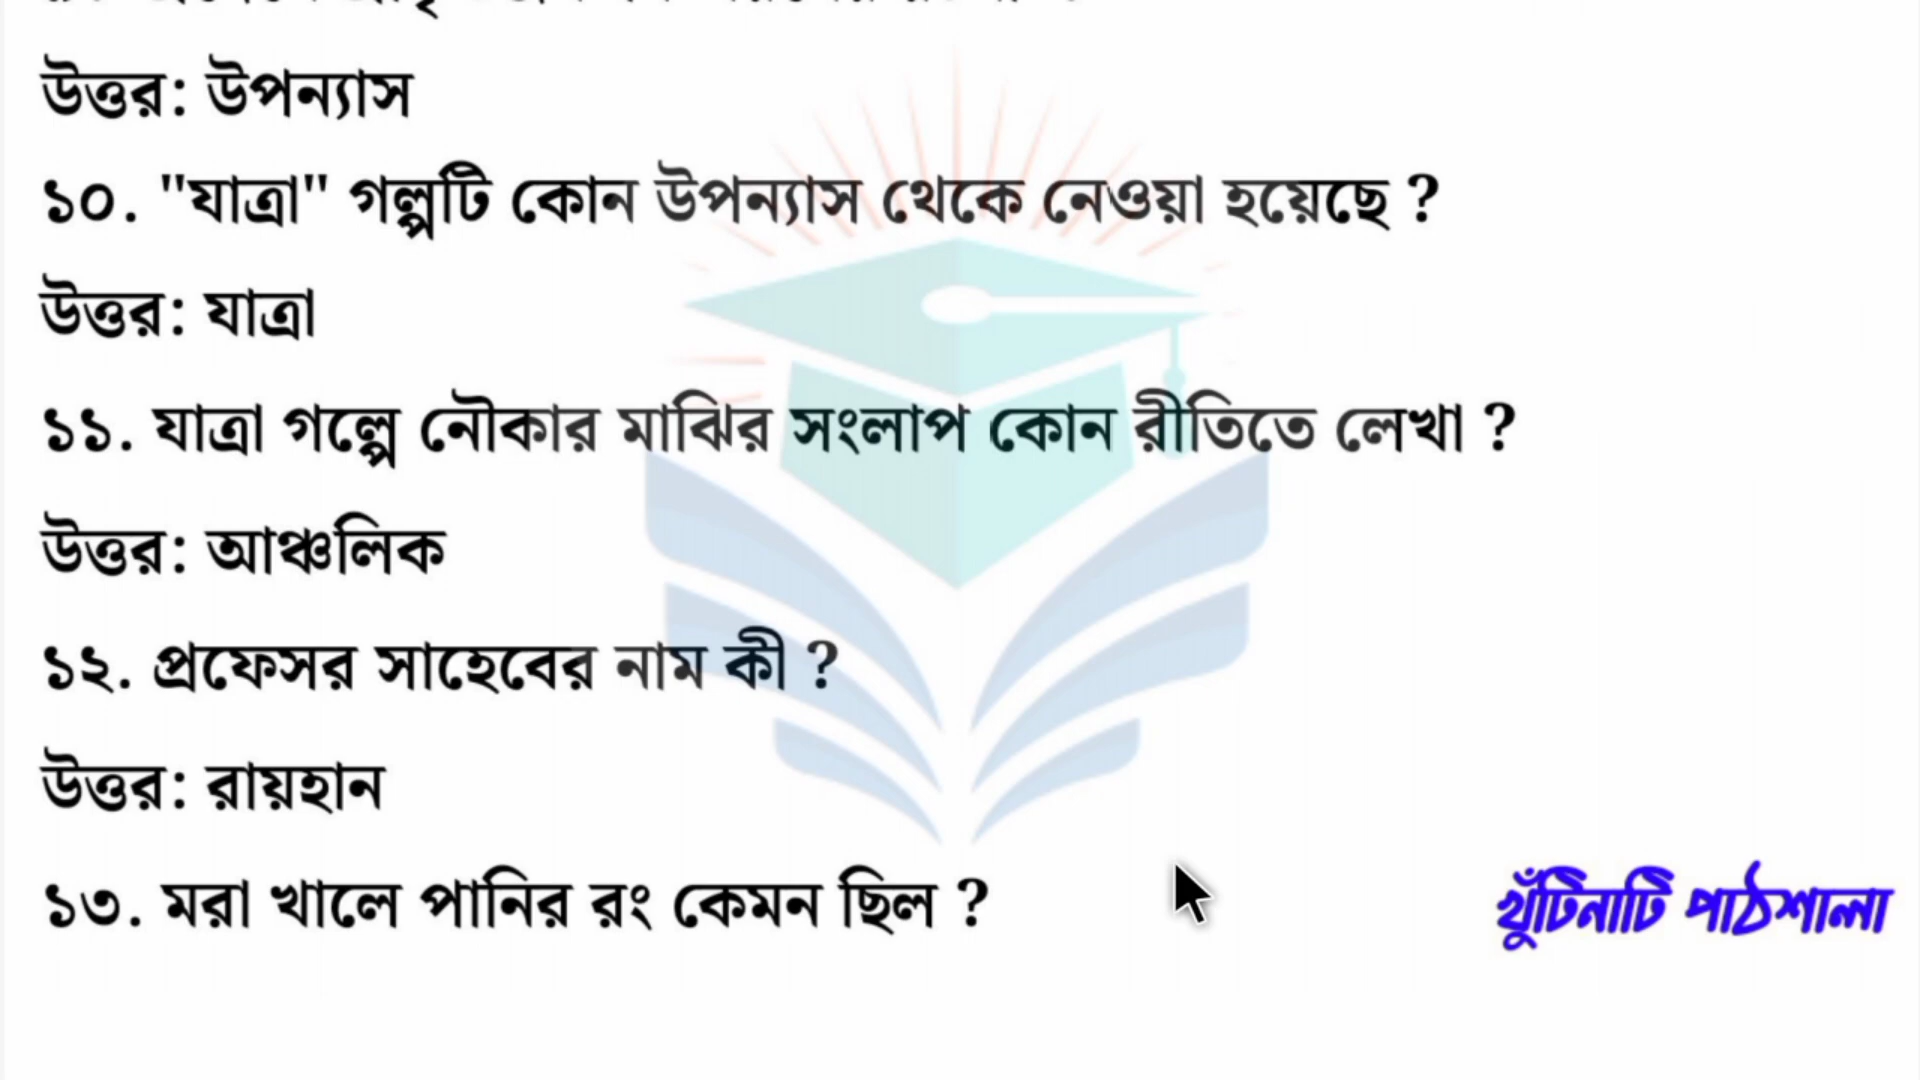 উত্তর: উপন্যাস
১০. "যাত্রা" গল্পটি কোন উপন্যাস থেকে নেওয়া হয়েছে ?
উত্তর: যাত্রা
১১. যাত্রা গল্পে নৌকার মাঝির সংলাপ কোন রীতিতে লেখা ?
উত্তর: আঞ্চলিক
১২. প্রফেসর সাহেবের নাম কী ?
উত্তর: রায়হান
১৩. মরা খালে পানির রং কেমন ছিল ?
খুঁটিনাটি পাঠশালা